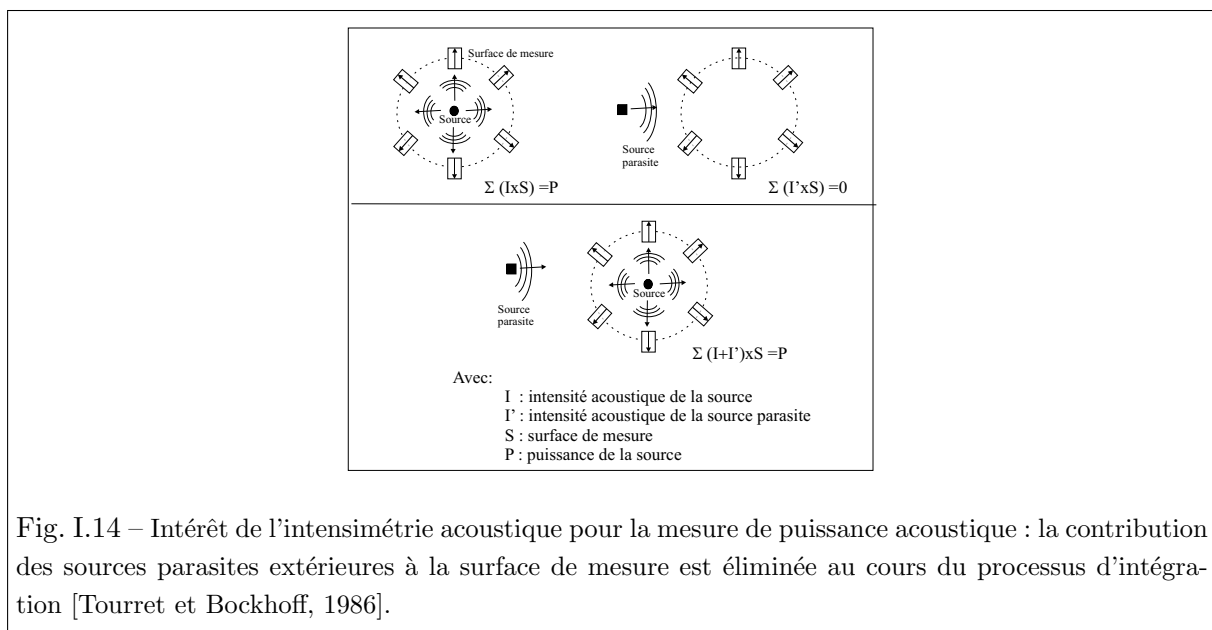 Surface de mesure
Source
Σ (IxS) =P
Source
parasite
Σ (I’xS) =0
Source
parasite
Source
Σ (I+I’)xS =P
Avec:
I : intensité acoustique de la source
I’ : intensité acoustique de la source parasite
S : surface de mesure
P : puissance de la source
Fig. I.14 – Intérêt de l’intensimétrie acoustique pour la mesure de puissance acoustique : la contribution
des sources parasites extérieures à la surface de mesure est éliminée au cours du processus d’intégra-
tion [Tourret et Bockhoff, 1986].